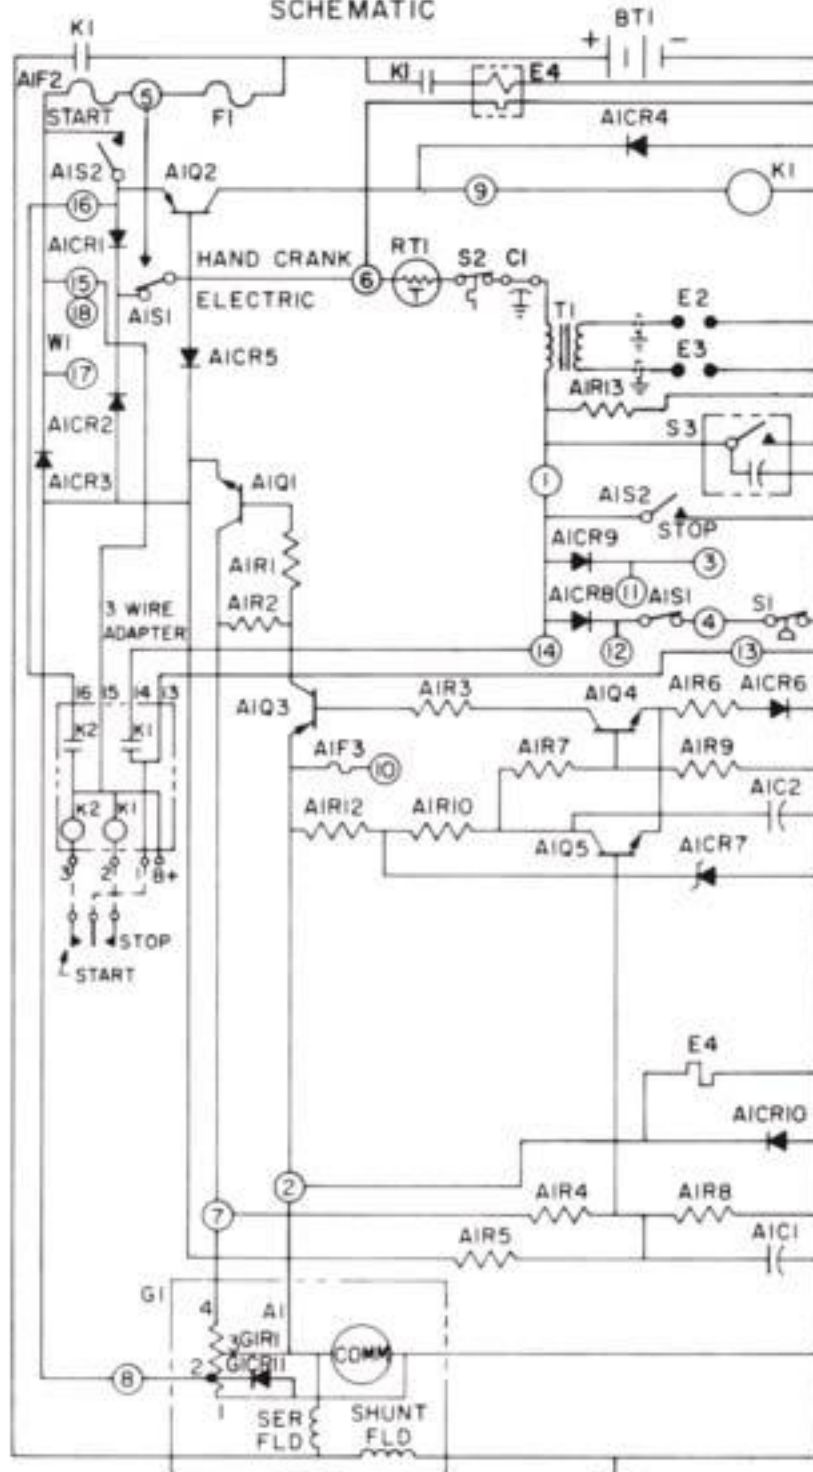 SCHEMATIC
K1
BT1
+ -
A1F2
5
F1
K1
E4
START
A1CR4
A1S2
A1Q2
K1
16
9
A1CR1
HAND CRANK
6
RT1
T
S2
C1
15
18
A1S1
ELECTRIC
T1
E2
W1
E3
17
A1CR5
A1R13
A1CR2
S3
A1CR3
A1Q1
1
A1S2
STOP
A1CR9
3
A1R1
11
A1R2
A1CR8
A1S1
4
S1
3 WIRE
ADAPTER
14
12
13
16 15 14 13
A1Q3
A1R3
A1Q4
A1R6
A1CR6
K2
K1
A1F3
10
A1R7
A1R9
A1C2
K2
K1
A1R12
A1R10
A1Q5
A1CR7
3 2 1 B+
STOP
START
E4
A1CR10
2
7
A1R4
A1R8
A1R5
A1C1
G1
4
A1
3
G1R1
COMM
8
2
G1CR11
1
SER
FLD
SHUNT
FLD